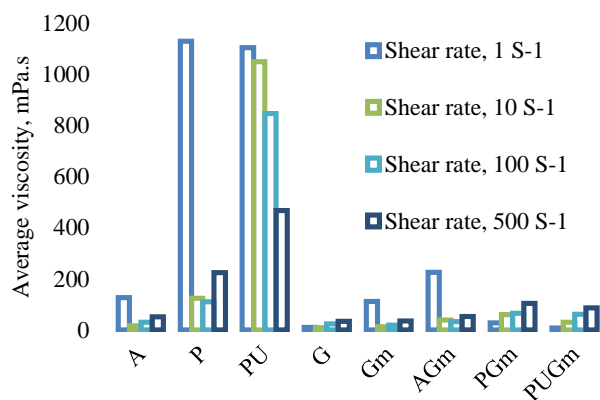 1200
1000
800
600
400
200
0
Average viscosity, mPa.s
Shear rate, 1 S-1
Shear rate, 10 S-1
Shear rate, 100 S-1
Shear rate, 500 S-1
A P PU G Gm AGm PGm PUGm